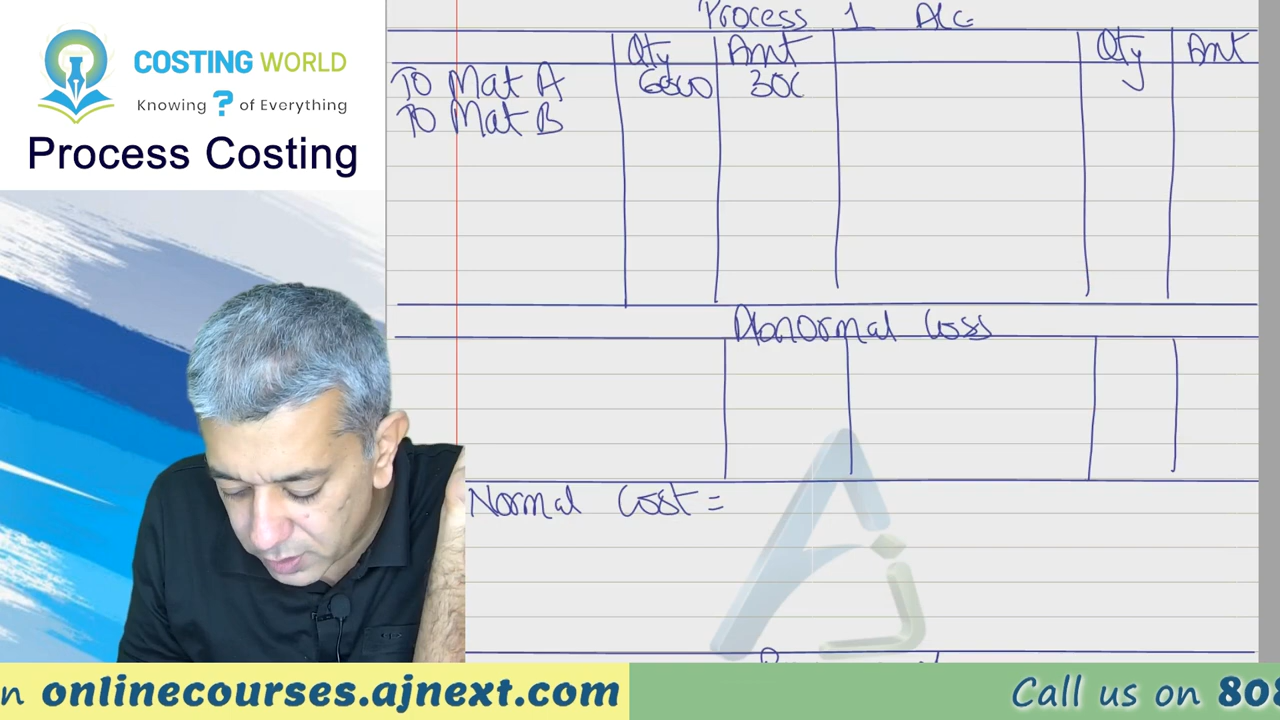 COSTING WORLD
Knowing ? of Everything
Process Costing
Process 1 A/c
Qty Amt Qty Amt
To Mat A 6000 300
To Mat B
Abnormal Loss
Normal Cost =
n onlinecourses.ajnext.com Call us on 808